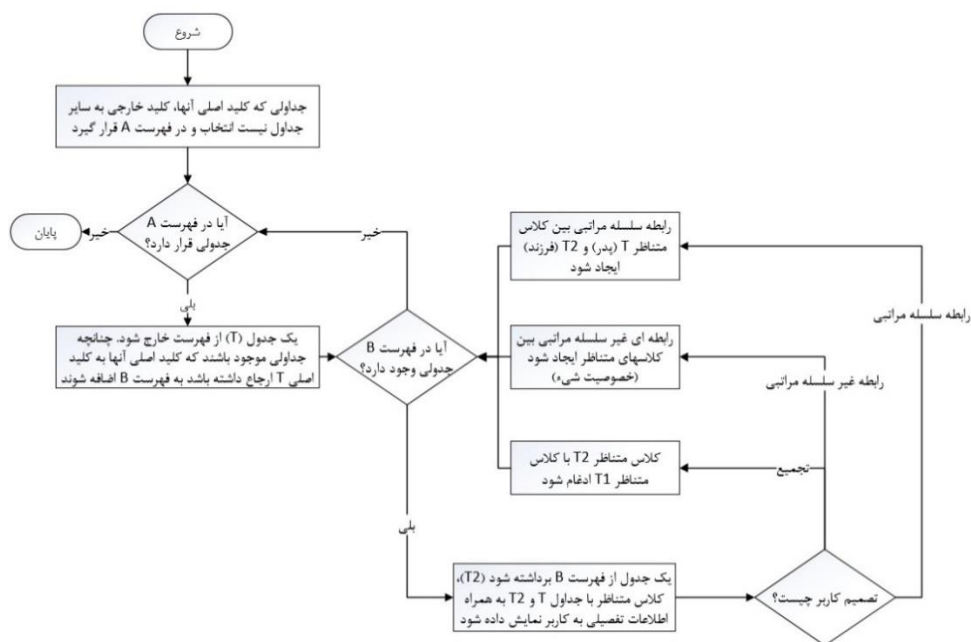 شروع
جداولی که کلید اصلی آنها، کلید خارجی به سایر
جداول نیست انتخاب و در فهرست A قرار گیرد
آیا در فهرست A
جدولی قرار دارد؟
خیر
پایان
بلی
یک جدول (T) از فهرست خارج شود. چنانچه
جداولی موجود باشند که کلید اصلی آنها به کلید
اصلی T ارجاع داشته باشد به فهرست B اضافه شوند
آیا در فهرست B
جدولی وجود دارد؟
خیر
بلی
یک جدول از فهرست B برداشته شود (T2)،
کلاس متناظر با جداول T و T2 به همراه
اطلاعات تفصیلی به کاربر نمایش داده شود
تصمیم کاربر چیست؟
رابطه سلسله مراتبی
رابطه غیر سلسله مراتبی
تجمیع
رابطه سلسله مراتبی بین کلاس
متناظر T (پدر) و T2 (فرزند)
ایجاد شود
رابطه ای غیر سلسله مراتبی بین
کلاسهای متناظر ایجاد شود
(خصوصیت شیء)
کلاس متناظر T2 با کلاس
متناظر T1 ادغام شود